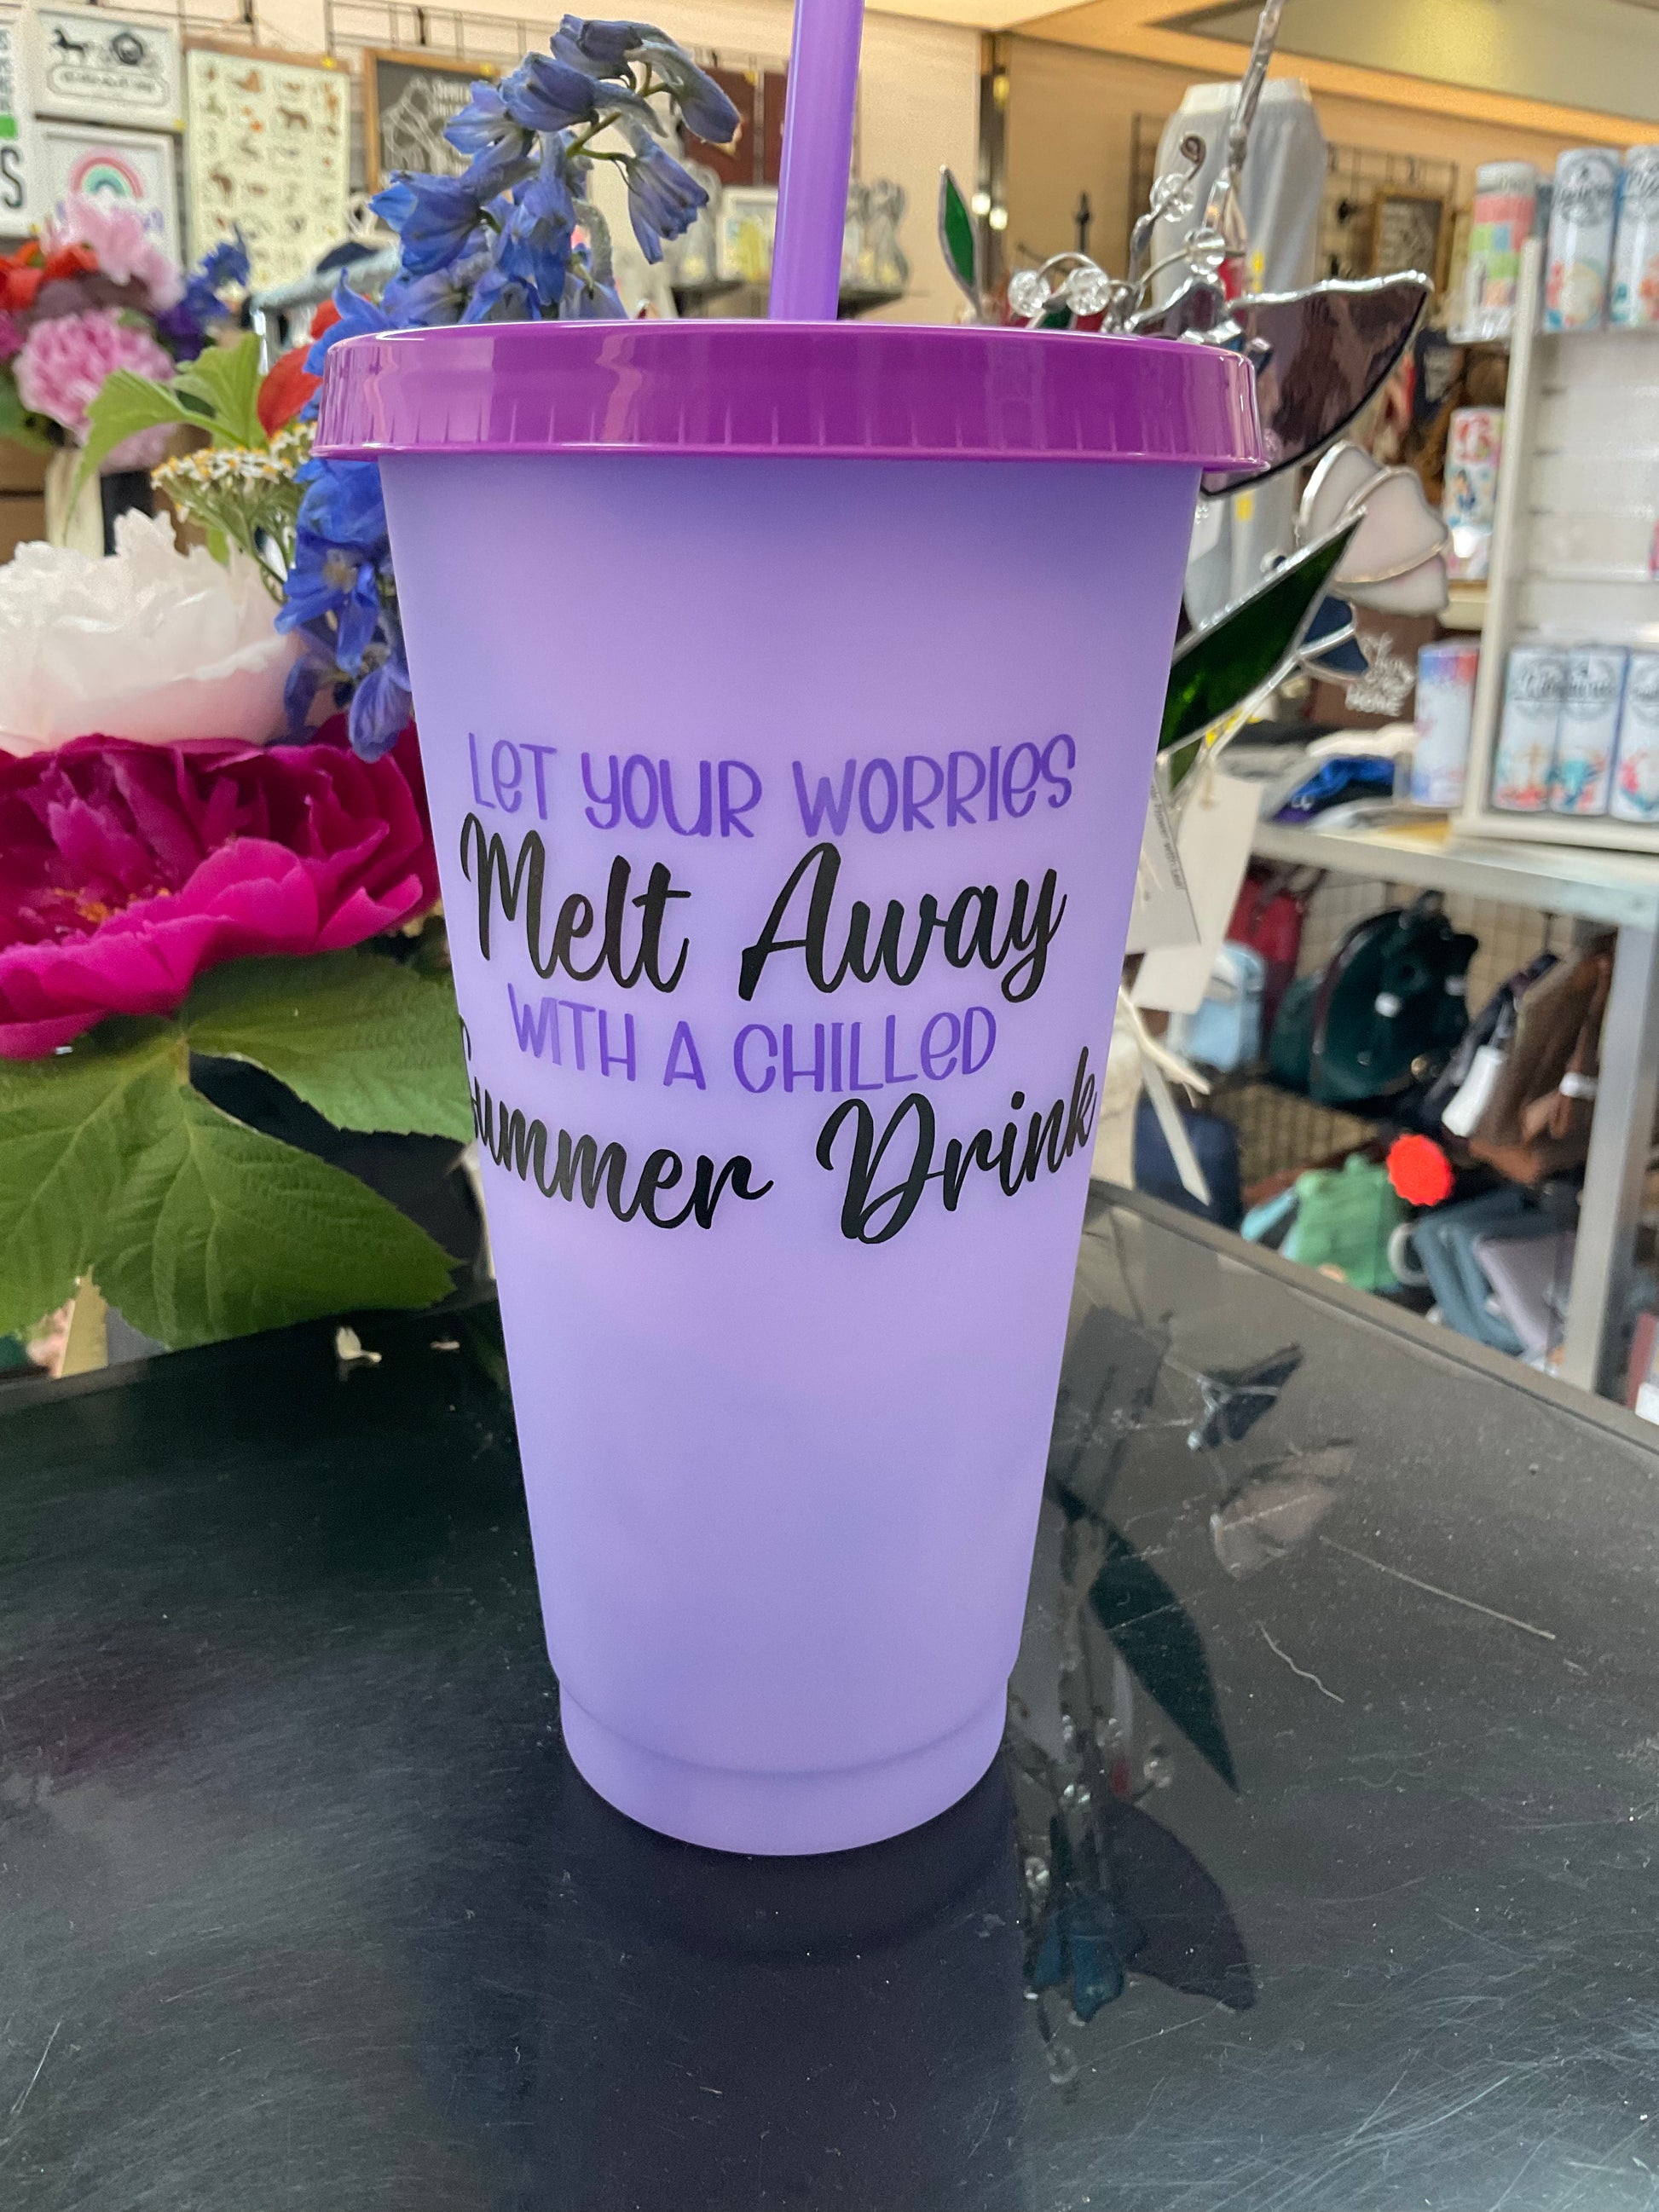 LET YOUR WORRIES
Melt Away
WITH A CHILLED
Summer Drink